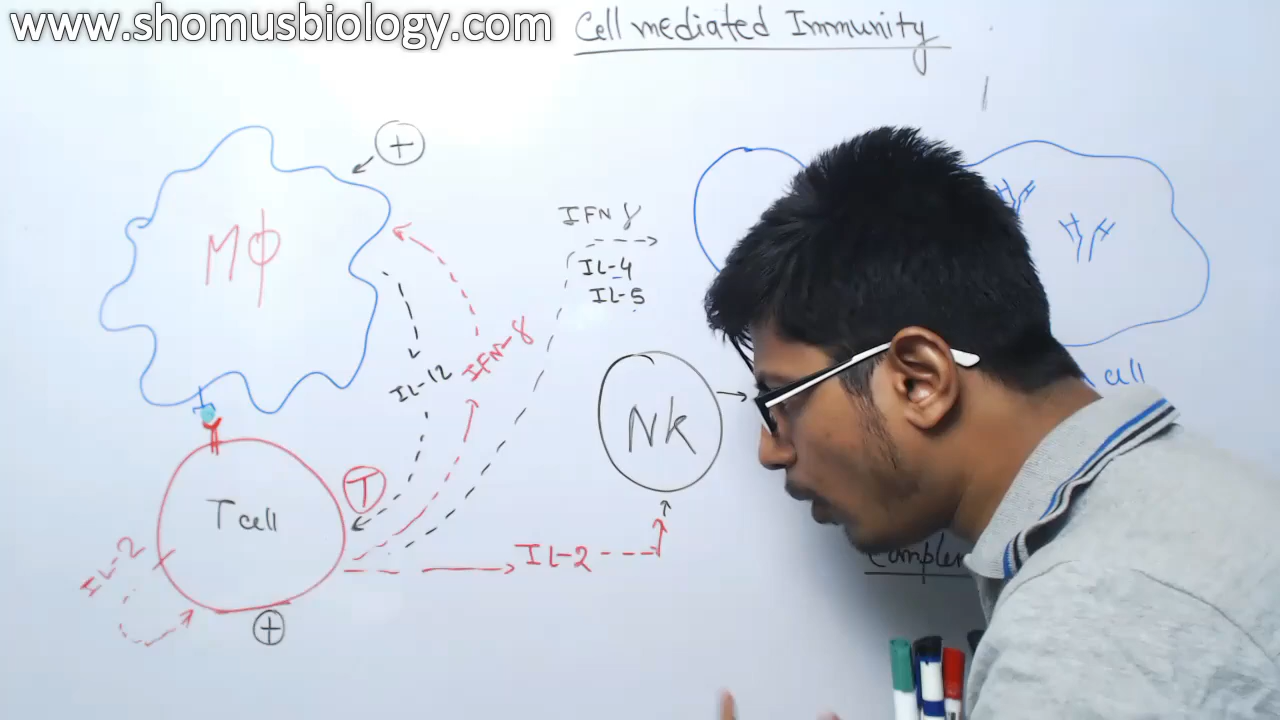 www.shomusbiology.com
Cell mediated Immunity
+
MΦ
IFN γ
IL-4
IL-5
IL-12
IFN-γ
NK
cell
T
T cell
IL-2
IL-2
+